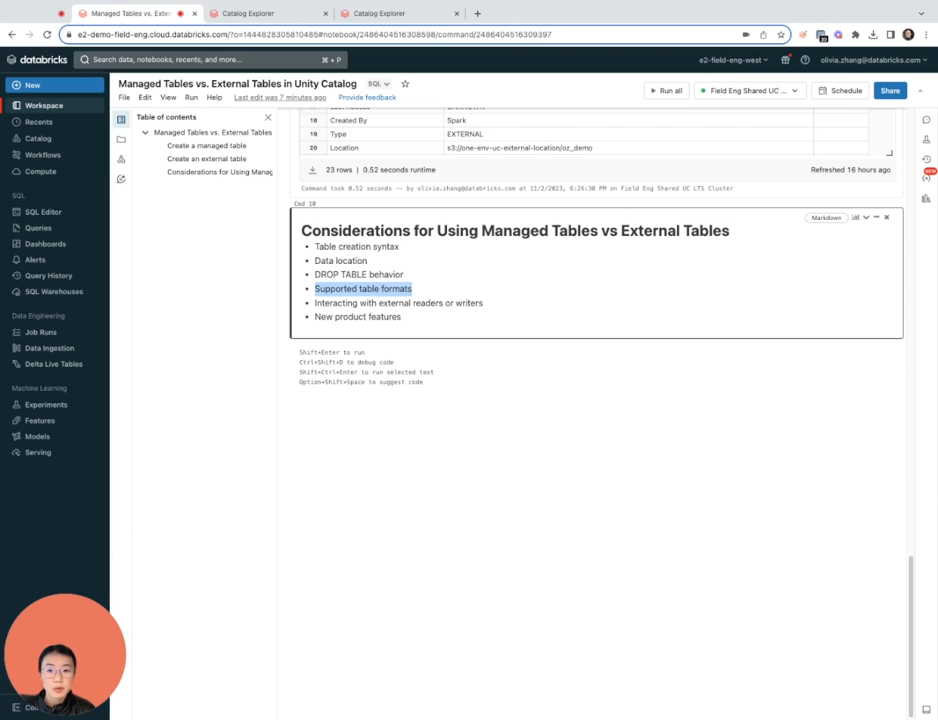 Managed Tables vs. Exter
Catalog Explorer
Catalog Explorer
e2-demo-field-eng.cloud.databricks.com/?o=1444828305810485#notebook/2486404516308598/command/2486404516309397
databricks
Search data, notebooks, recents, and more...
⌘ + P
e2-field-eng-west
olivia.zhang@databricks.com
New
Workspace
Recents
Catalog
Workflows
Compute
SQL
SQL Editor
Queries
Dashboards
Alerts
Query History
SQL Warehouses
Data Engineering
Job Runs
Data Ingestion
Delta Live Tables
Machine Learning
Experiments
Features
Models
Serving
Managed Tables vs. External Tables in Unity Catalog
SQL
File Edit View Run Help Last edit was 7 minutes ago Provide feedback
Run all
Field Eng Shared UC ...
Schedule
Share
NEW
Table of contents
Managed Tables vs. External Tables
Create a managed table
Create an external table
Considerations for Using Manag
18 Created By Spark
19 Type EXTERNAL
20 Location s3://one-env-uc-external-location/oz_demo
23 rows | 0.52 seconds runtime
Refreshed 16 hours ago
Command took 0.52 seconds -- by olivia.zhang@databricks.com at 11/2/2023, 6:26:30 PM on Field Eng Shared UC LTS Cluster
Cmd 10
Markdown
Considerations for Using Managed Tables vs External Tables
• Table creation syntax
• Data location
• DROP TABLE behavior
• Supported table formats
• Interacting with external readers or writers
• New product features
Shift+Enter to run
Ctrl+Shift+D to debug code
Shift+Ctrl+Enter to run selected text
Option+Shift+Space to suggest code